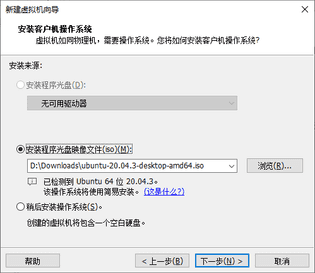 新建虚拟机向导
安装客户机操作系统
虚拟机如同物理机，需要操作系统。您将如何安装客户机操作系统?
安装来源:
安装程序光盘(D):
无可用驱动器
安装程序光盘映像文件(iso)(M):
D:\Downloads\ubuntu-20.04.3-desktop-amd64.iso
浏览(R)...
已检测到 Ubuntu 64 位 20.04.3。
该操作系统将使用简易安装。(这是什么?)
稍后安装操作系统(S)。
创建的虚拟机将包含一个空白硬盘。
帮助 < 上一步(B) 下一步(N) > 取消